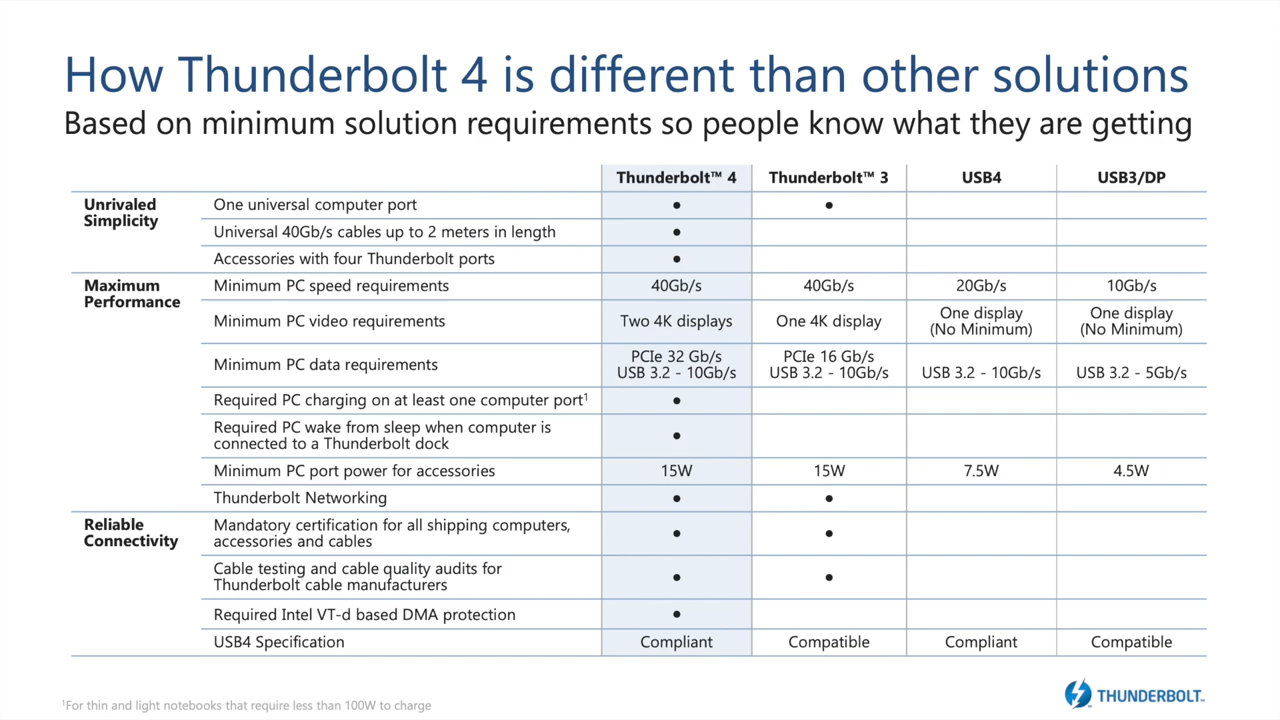 How Thunderbolt 4 is different than other solutions
Based on minimum solution requirements so people know what they are getting
Thunderbolt™ 4 Thunderbolt™ 3 USB4 USB3/DP
Unrivaled
Simplicity
One universal computer port ● ●
Universal 40Gb/s cables up to 2 meters in length ●
Accessories with four Thunderbolt ports ●
Maximum
Performance
Minimum PC speed requirements 40Gb/s 40Gb/s 20Gb/s 10Gb/s
Minimum PC video requirements Two 4K displays One 4K display
One display
(No Minimum)
One display
(No Minimum)
Minimum PC data requirements
PCIe 32 Gb/s
USB 3.2 - 10Gb/s
PCIe 16 Gb/s
USB 3.2 - 10Gb/s
USB 3.2 - 10Gb/s
USB 3.2 - 5Gb/s
Required PC charging on at least one computer port¹ ●
Required PC wake from sleep when computer is
connected to a Thunderbolt dock
●
Minimum PC port power for accessories 15W 15W 7.5W 4.5W
Thunderbolt Networking ● ●
Reliable
Connectivity
Mandatory certification for all shipping computers,
accessories and cables
● ●
Cable testing and cable quality audits for
Thunderbolt cable manufacturers
● ●
Required Intel VT-d based DMA protection ●
USB4 Specification Compliant Compatible Compliant Compatible
¹For thin and light notebooks that require less than 100W to charge
THUNDERBOLT™